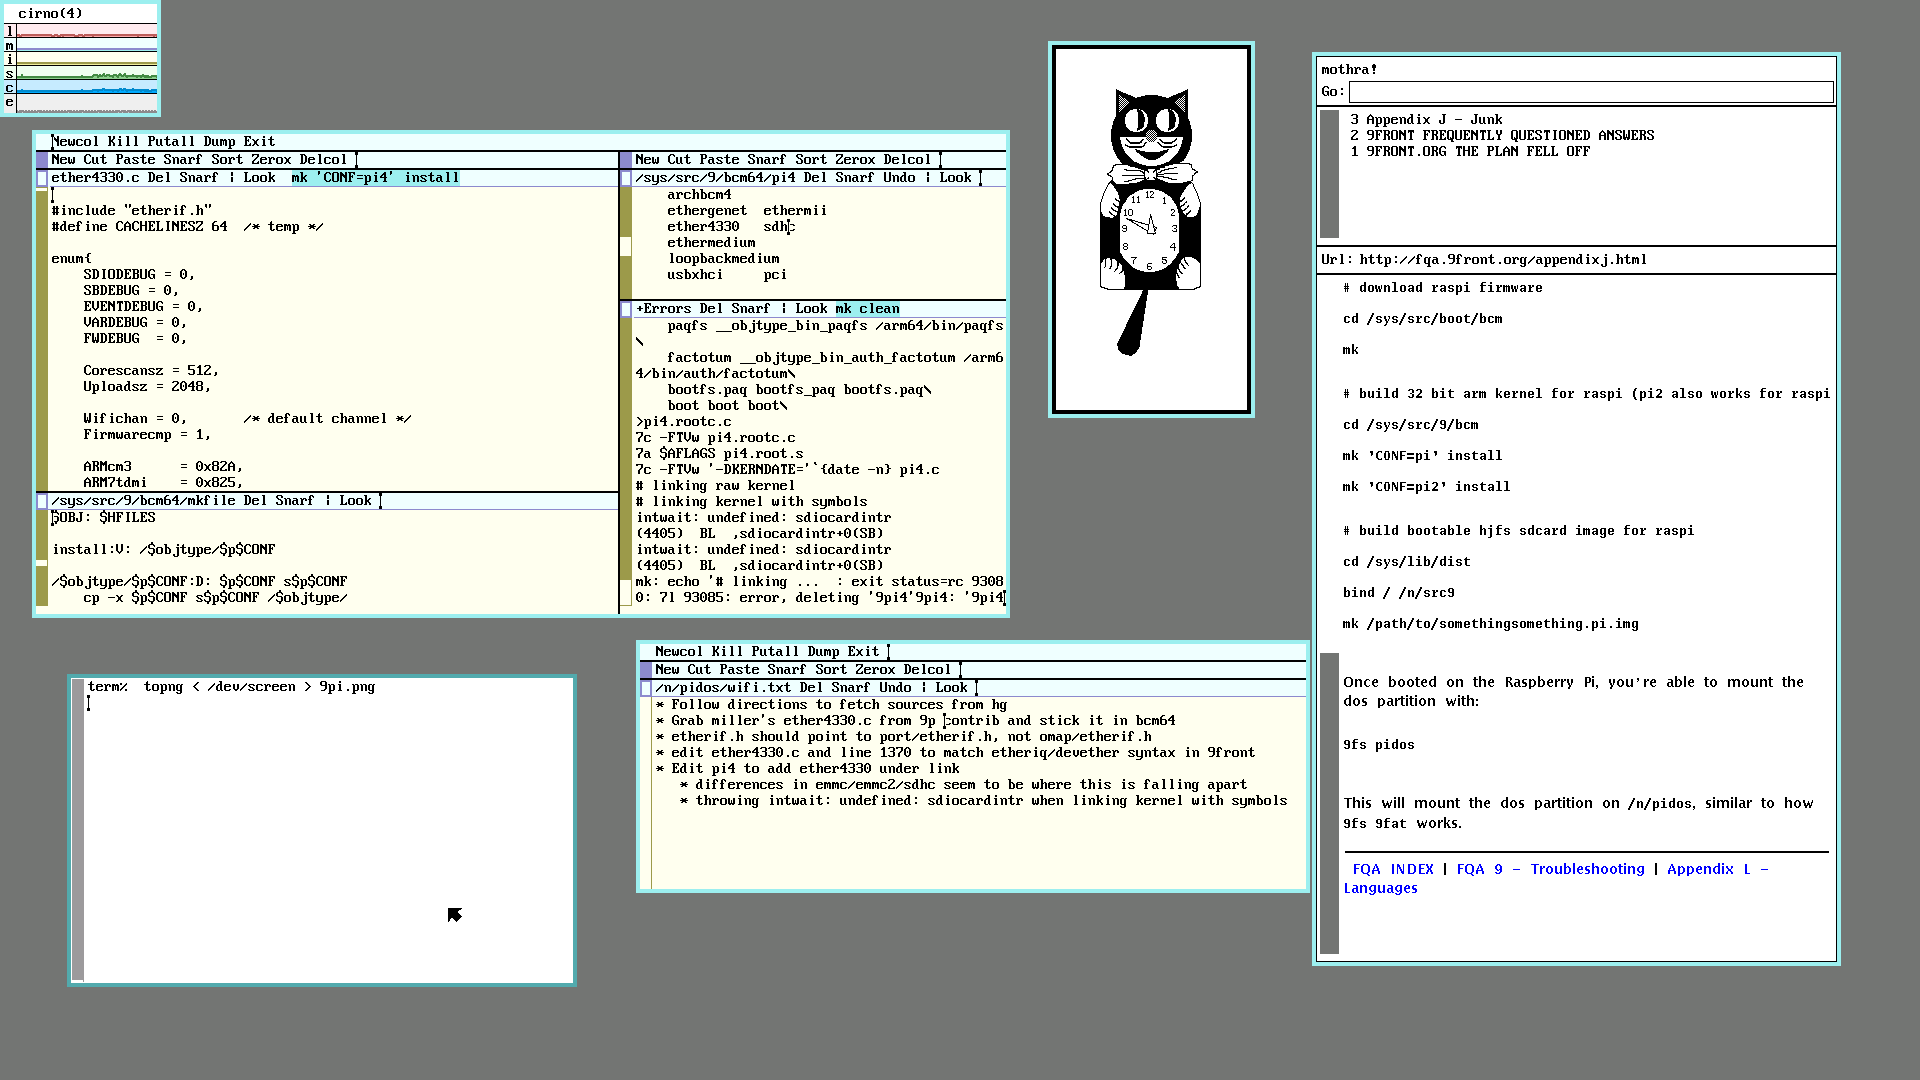 cirno(4)
l
m
i
s
c
e
Newcol Kill Putall Dump Exit
New Cut Paste Snarf Sort Zerox Delcol
ether4330.c Del Snarf | Look  mk 'CONF=pi4' install
#include "etherif.h"
#define CACHELINESZ 64  /* temp */
enum{
SDIODEBUG = 0,
SBDEBUG = 0,
EVENTDEBUG = 0,
VARDEBUG = 0,
FWDEBUG  = 0,
Corescansz = 512,
Uploadsz = 2048,
Wifichan = 0,       /* default channel */
Firmwarecmp = 1,
ARMcm3      = 0x82A,
ARM7tdmi    = 0x825,
/sys/src/9/bcm64/mkfile Del Snarf | Look
$OBJ: $HFILES
install:V: /$objtype/$p$CONF
/$objtype/$p$CONF:D: $p$CONF s$p$CONF
cp -x $p$CONF s$p$CONF /$objtype/
New Cut Paste Snarf Sort Zerox Delcol
/sys/src/9/bcm64/pi4 Del Snarf Undo | Look
archbcm4
ethergenet  ethermii
ether4330   sdhc
ethermedium
loopbackmedium
usbxhci     pci
+Errors Del Snarf | Look mk clean
paqfs __objtype_bin_paqfs /arm64/bin/paqfs
\
factotum __objtype_bin_auth_factotum /arm6
4/bin/auth/factotum\
bootfs.paq bootfs_paq bootfs.paq\
boot boot boot\
>pi4.rootc.c
7c -FTVw pi4.rootc.c
7a $AFLAGS pi4.root.s
7c -FTVw '-DKERNDATE='`{date -n} pi4.c
# linking raw kernel
# linking kernel with symbols
intwait: undefined: sdiocardintr
(4405)  BL  ,sdiocardintr+0(SB)
intwait: undefined: sdiocardintr
(4405)  BL  ,sdiocardintr+0(SB)
mk: echo '# linking ...  : exit status=rc 9308
0: 7l 93085: error, deleting '9pi4'9pi4: '9pi4
12
1
2
3
4
5
6
7
8
9
10
11
mothra!
Go:
3 Appendix J - Junk
2 9FRONT FREQUENTLY QUESTIONED ANSWERS
1 9FRONT.ORG THE PLAN FELL OFF
Url: http://fqa.9front.org/appendixj.html
# download raspi firmware
cd /sys/src/boot/bcm
mk
# build 32 bit arm kernel for raspi (pi2 also works for raspi
cd /sys/src/9/bcm
mk 'CONF=pi' install
mk 'CONF=pi2' install
# build bootable hjfs sdcard image for raspi
cd /sys/lib/dist
bind / /n/src9
mk /path/to/somethingsomething.pi.img
Once booted on the Raspberry Pi, you're able to mount the
dos partition with:
9fs pidos
This will mount the dos partition on /n/pidos, similar to how
9fs 9fat works.
FQA INDEX | FQA 9 - Troubleshooting | Appendix L -
Languages
term%  topng < /dev/screen > 9pi.png
Newcol Kill Putall Dump Exit
New Cut Paste Snarf Sort Zerox Delcol
/n/pidos/wifi.txt Del Snarf Undo | Look
* Follow directions to fetch sources from hg
* Grab miller's ether4330.c from 9p contrib and stick it in bcm64
* etherif.h should point to port/etherif.h, not omap/etherif.h
* edit ether4330.c and line 1370 to match etheriq/devether syntax in 9front
* Edit pi4 to add ether4330 under link
* differences in emmc/emmc2/sdhc seem to be where this is falling apart
* throwing intwait: undefined: sdiocardintr when linking kernel with symbols